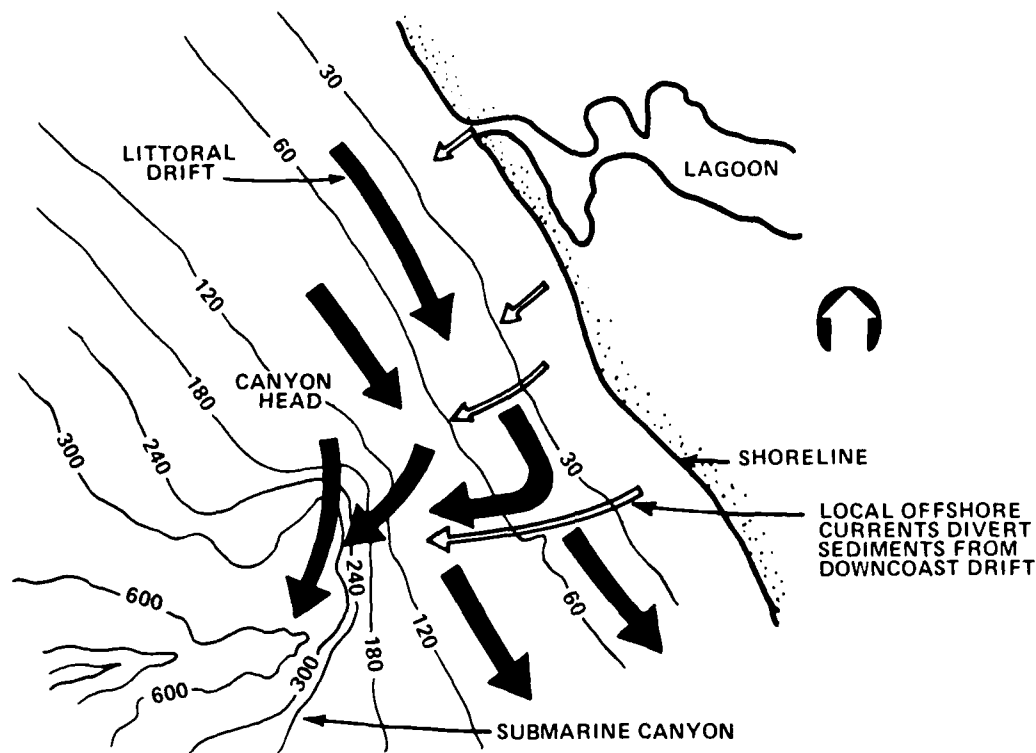 30
60
LITTORAL
DRIFT
LAGOON
120
CANYON
HEAD
180
240
300
30
SHORELINE
LOCAL OFFSHORE
CURRENTS DIVERT
SEDIMENTS FROM
DOWNCOAST DRIFT
240
60
600
120
180
300
600
SUBMARINE CANYON